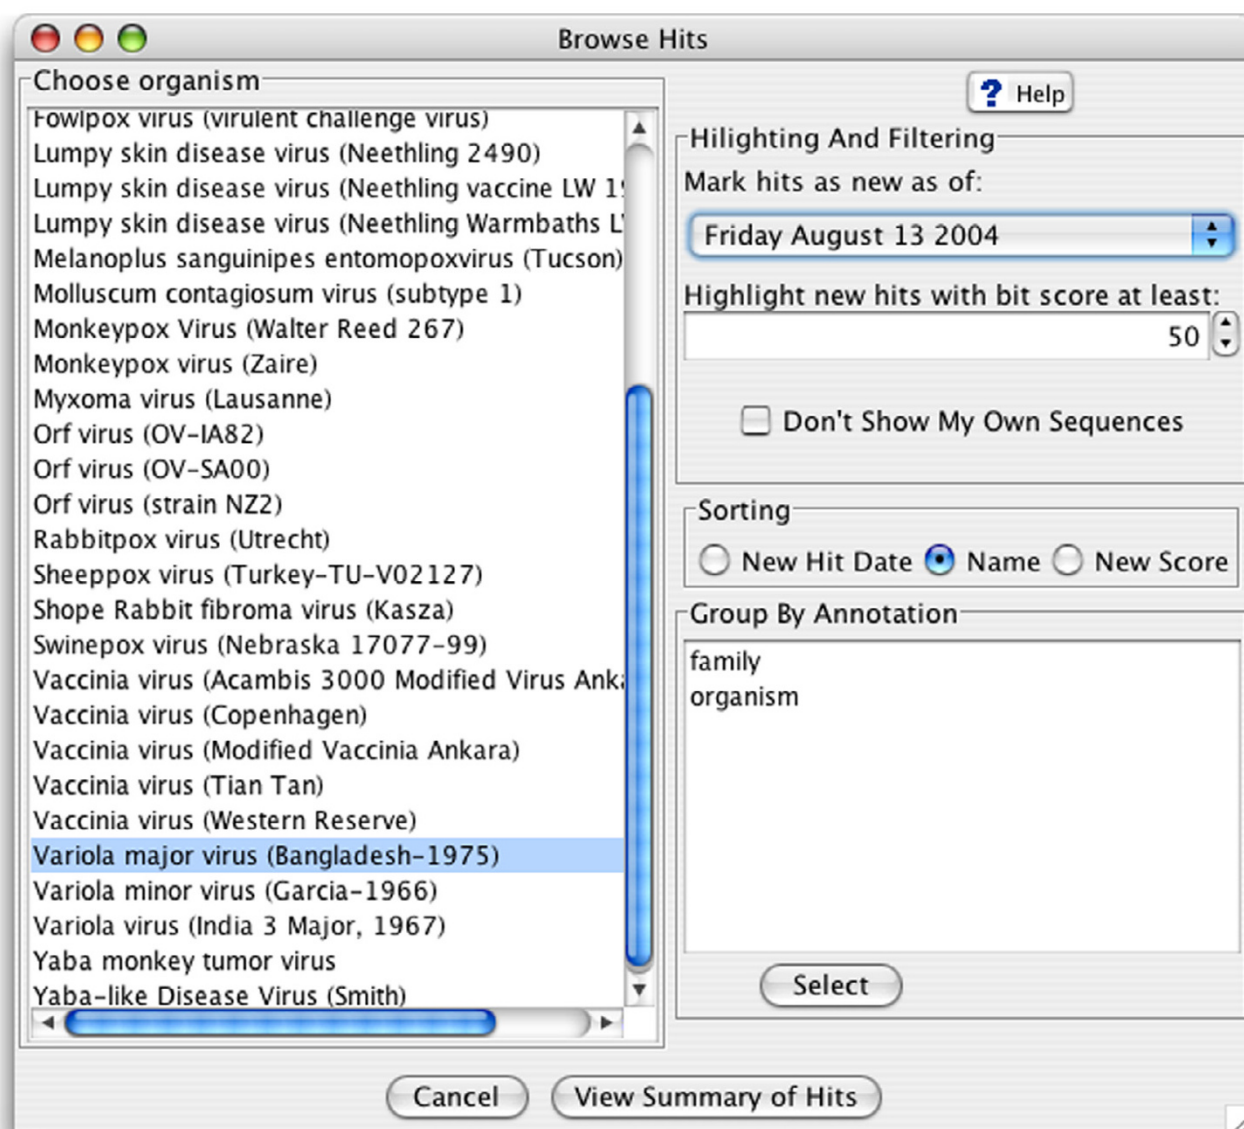 Browse Hits
Choose organism
Fowlpox virus (virulent challenge virus)
Lumpy skin disease virus (Neethling 2490)
Lumpy skin disease virus (Neethling vaccine LW 19
Lumpy skin disease virus (Neethling Warmbaths L
Melanoplus sanguinipes entomopoxvirus (Tucson)
Molluscum contagiosum virus (subtype 1)
Monkeypox Virus (Walter Reed 267)
Monkeypox virus (Zaire)
Myxoma virus (Lausanne)
Orf virus (OV-IA82)
Orf virus (OV-SA00)
Orf virus (strain NZ2)
Rabbitpox virus (Utrecht)
Sheeppox virus (Turkey-TU-V02127)
Shope Rabbit fibroma virus (Kasza)
Swinepox virus (Nebraska 17077-99)
Vaccinia virus (Acambis 3000 Modified Virus Anka
Vaccinia virus (Copenhagen)
Vaccinia virus (Modified Vaccinia Ankara)
Vaccinia virus (Tian Tan)
Vaccinia virus (Western Reserve)
Variola major virus (Bangladesh-1975)
Variola minor virus (Garcia-1966)
Variola virus (India 3 Major, 1967)
Yaba monkey tumor virus
Yaba-like Disease Virus (Smith)
? Help
Hilighting And Filtering
Mark hits as new as of:
Friday August 13 2004
Highlight new hits with bit score at least:
50
Don't Show My Own Sequences
Sorting
New Hit Date Name New Score
Group By Annotation
family
organism
Select
Cancel View Summary of Hits